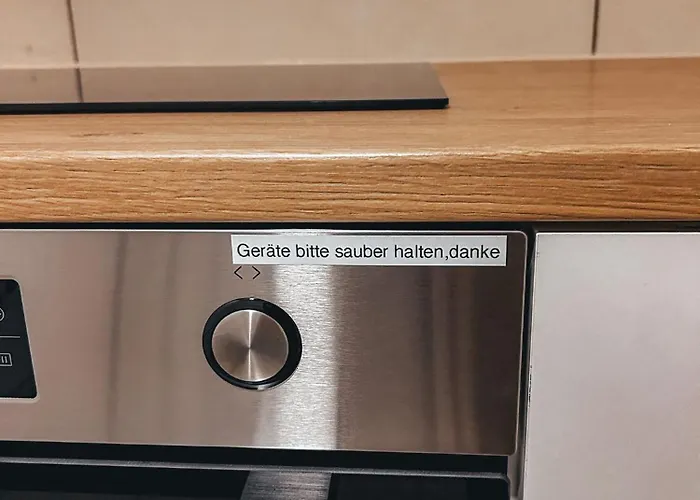 Geräte bitte sauber halten,danke
< >